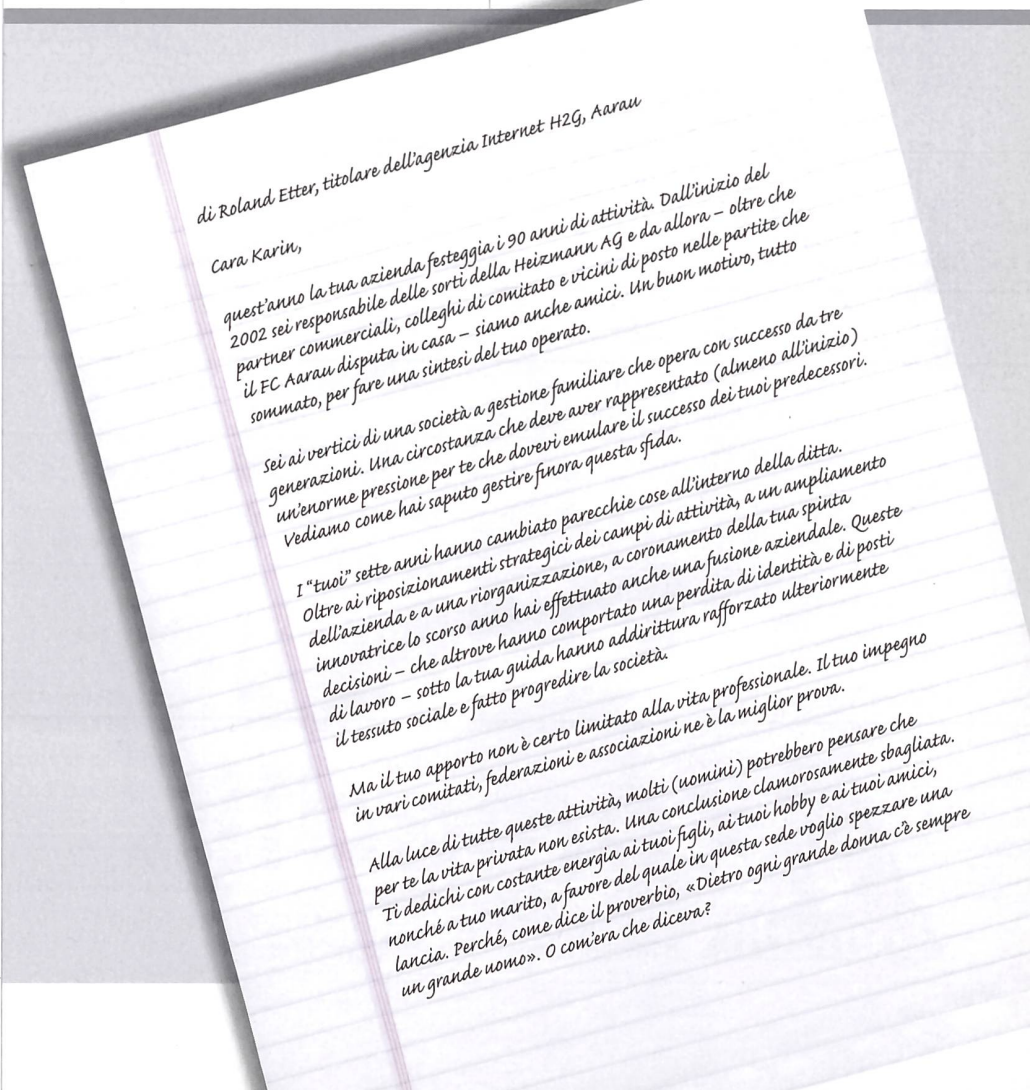 di Roland Etter, titolare dell'agenzia Internet H2G, Aarau
Cara Karin,
quest'anno la tua azienda festeggia i 90 anni di attività. Dall'inizio del
2002 sei responsabile delle sorti della Heizmann AG e da allora – oltre che
partner commerciali, colleghi di comitato e vicini di posto nelle partite che
il FC Aarau disputa in casa – siamo anche amici. Un buon motivo, tutto
sommato, per fare una sintesi del tuo operato.
Sei ai vertici di una società a gestione familiare che opera con successo da tre
generazioni. Una circostanza che deve aver rappresentato (almeno all'inizio)
un'enorme pressione per te che dovevi emulare il successo dei tuoi predecessori.
Vediamo come hai saputo gestire finora questa sfida.
I "tuoi" sette anni hanno cambiato parecchie cose all'interno della ditta.
Oltre ai riposizionamenti strategici dei campi di attività, a un ampliamento
dell'azienda e a una riorganizzazione, a coronamento della tua spinta
innovatrice lo scorso anno hai effettuato anche una fusione aziendale. Queste
decisioni – che altrove hanno comportato una perdita di identità e di posti
di lavoro – sotto la tua guida hanno addirittura rafforzato ulteriormente
il tessuto sociale e fatto progredire la società.
Ma il tuo apporto non è certo limitato alla vita professionale. Il tuo impegno
in vari comitati, federazioni e associazioni ne è la miglior prova.
Alla luce di tutte queste attività, molti (uomini) potrebbero pensare che
per te la vita privata non esista. Una conclusione clamorosamente sbagliata.
Ti dedichi con costante energia ai tuoi figli, ai tuoi hobby e ai tuoi amici,
nonché a tuo marito, a favore del quale in questa sede voglio spezzare una
lancia. Perché, come dice il proverbio, «Dietro ogni grande donna c'è sempre
un grande uomo». O com'era che diceva?